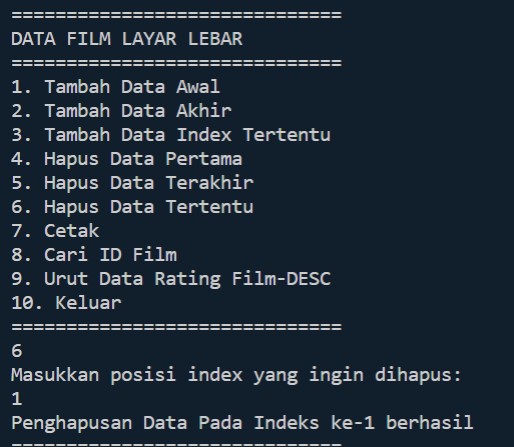 ==============================
DATA FILM LAYAR LEBAR
==============================
1. Tambah Data Awal
2. Tambah Data Akhir
3. Tambah Data Index Tertentu
4. Hapus Data Pertama
5. Hapus Data Terakhir
6. Hapus Data Tertentu
7. Cetak
8. Cari ID Film
9. Urut Data Rating Film-DESC
10. Keluar
==============================
6
Masukkan posisi index yang ingin dihapus:
1
Penghapusan Data Pada Indeks ke-1 berhasil
==============================